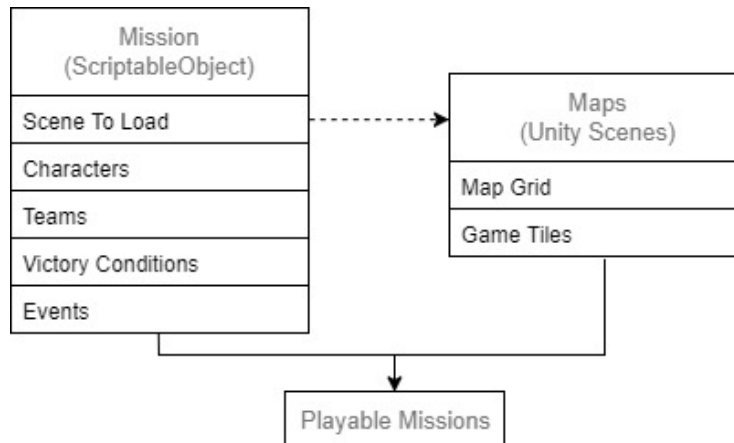 Mission
(ScriptableObject)
Scene To Load
Characters
Teams
Victory Conditions
Events
Maps
(Unity Scenes)
Map Grid
Game Tiles
Playable Missions